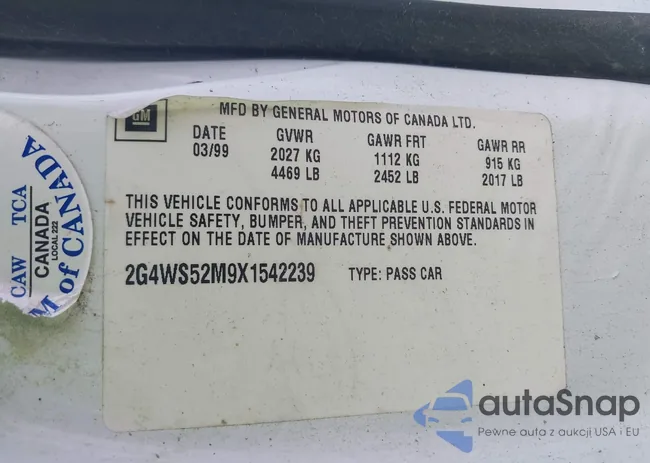 GM
MFD BY GENERAL MOTORS OF CANADA LTD.
DATE GVWR GAWR FRT GAWR RR
03/99 2027 KG 1112 KG 915 KG
4469 LB 2452 LB 2017 LB
THIS VEHICLE CONFORMS TO ALL APPLICABLE U.S. FEDERAL MOTOR
VEHICLE SAFETY, BUMPER, AND THEFT PREVENTION STANDARDS IN
EFFECT ON THE DATE OF MANUFACTURE SHOWN ABOVE.
2G4WS52M9X1542239 TYPE: PASS CAR
CAW TCA
CANADA
LOCAL 222
M of CANADA
autoSnap
Pewne auta z aukcji USA i EU